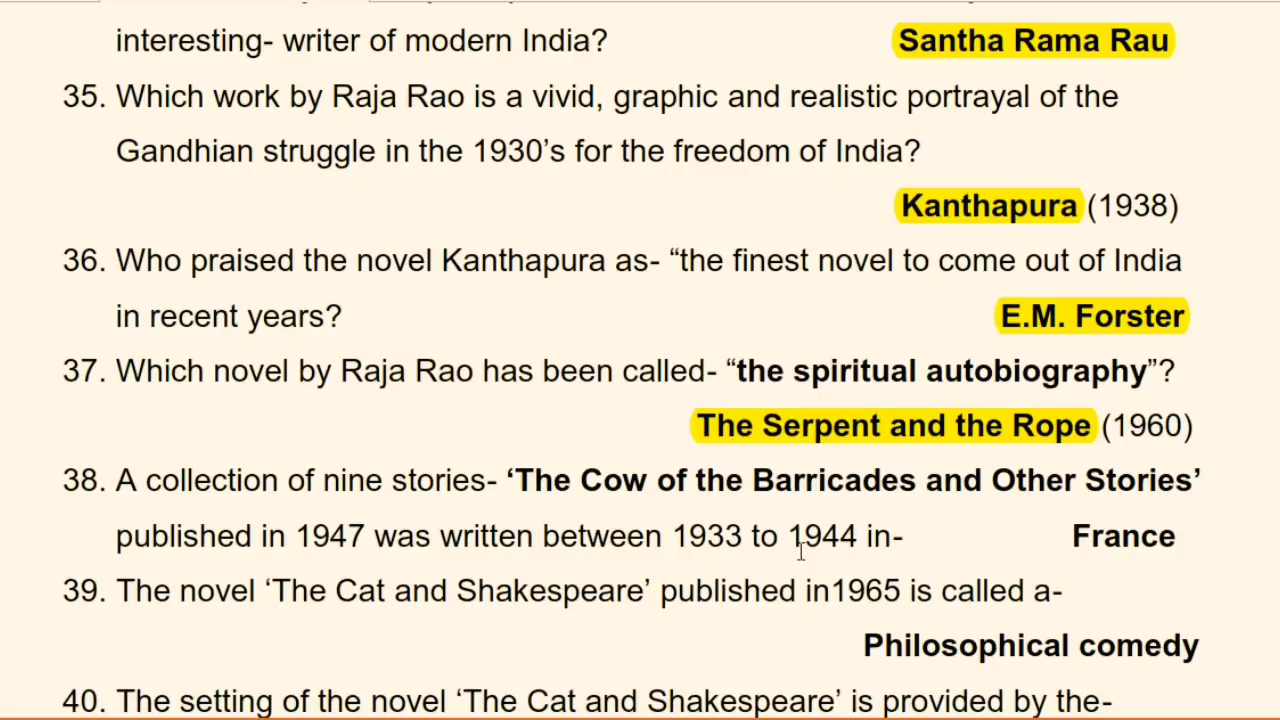 interesting- writer of modern India? Santha Rama Rau
35. Which work by Raja Rao is a vivid, graphic and realistic portrayal of the
Gandhian struggle in the 1930’s for the freedom of India?
Kanthapura (1938)
36. Who praised the novel Kanthapura as- “the finest novel to come out of India
in recent years? E.M. Forster
37. Which novel by Raja Rao has been called- “the spiritual autobiography”?
The Serpent and the Rope (1960)
38. A collection of nine stories- ‘The Cow of the Barricades and Other Stories’
published in 1947 was written between 1933 to 1944 in- France
39. The novel ‘The Cat and Shakespeare’ published in1965 is called a-
Philosophical comedy
40. The setting of the novel ‘The Cat and Shakespeare’ is provided by the-